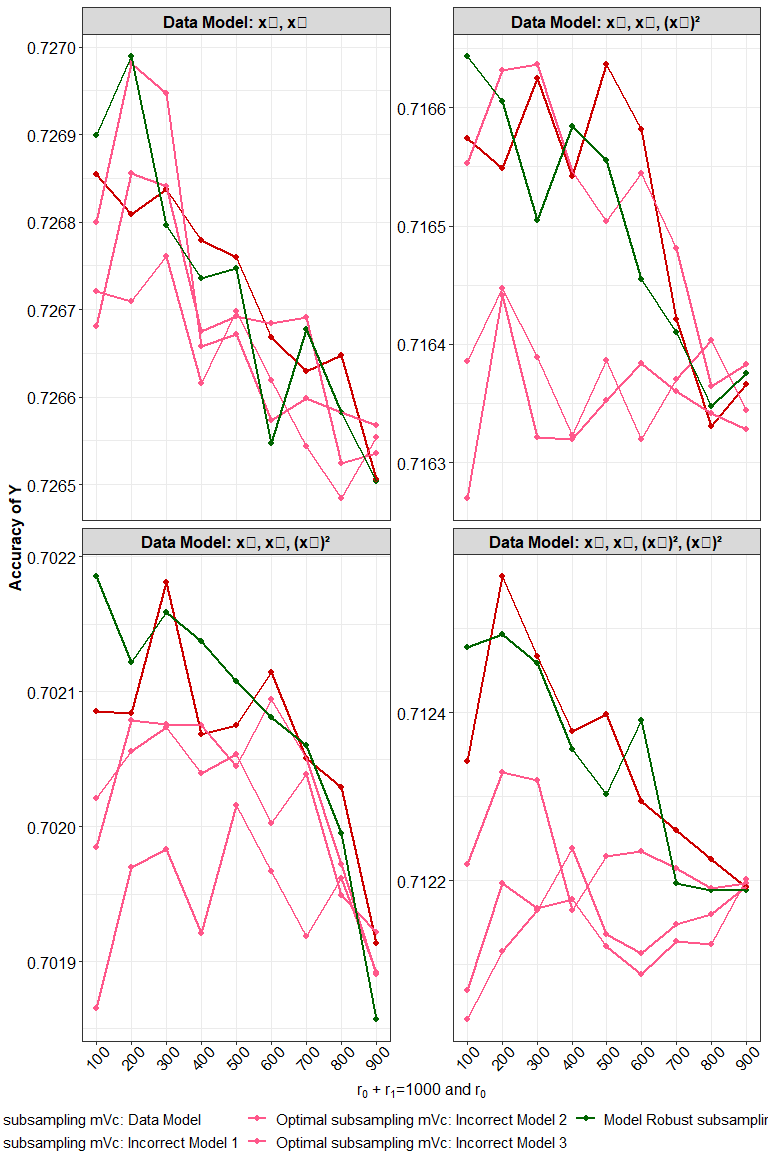 Data Model: x▯, x▯
Data Model: x▯, x▯, (x▯)²
0.7270
0.7269
0.7268
0.7267
0.7266
0.7265
0.7166
0.7165
0.7164
0.7163
Accuracy of Y
Data Model: x▯, x▯, (x▯)²
Data Model: x▯, x▯, (x▯)², (x▯)²
0.7022
0.7021
0.7020
0.7019
0.7124
0.7122
100 200 300 400 500 600 700 800 900
100 200 300 400 500 600 700 800 900
r₀ + r₁=1000 and r₀
subsampling mVc: Data Model
Optimal subsampling mVc: Incorrect Model 2
Model Robust subsamplin
subsampling mVc: Incorrect Model 1
Optimal subsampling mVc: Incorrect Model 3